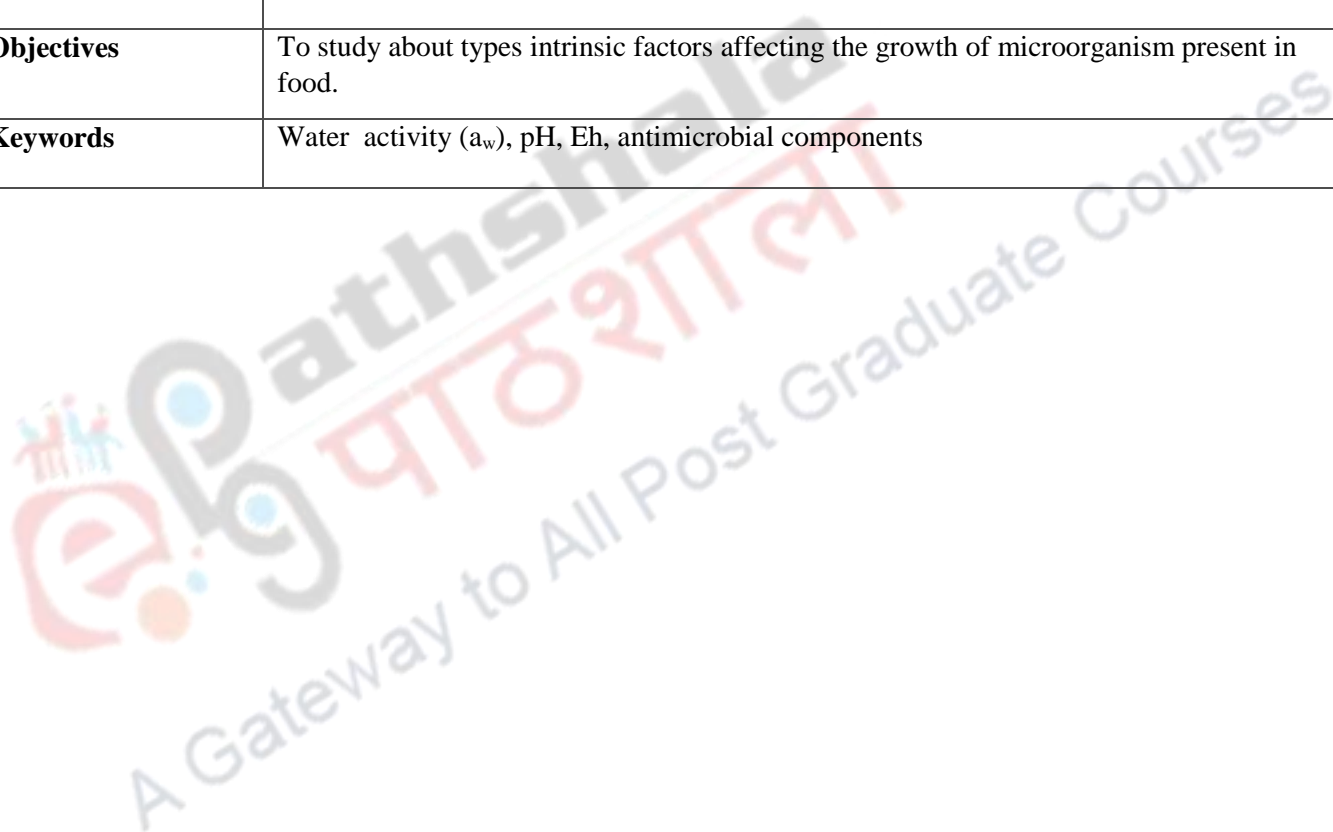 Objectives To study about types intrinsic factors affecting the growth of microorganism present in
food.
Keywords Water activity (aw), pH, Eh, antimicrobial components
athshala
पाठशाला
A Gateway to All Post Graduate Courses